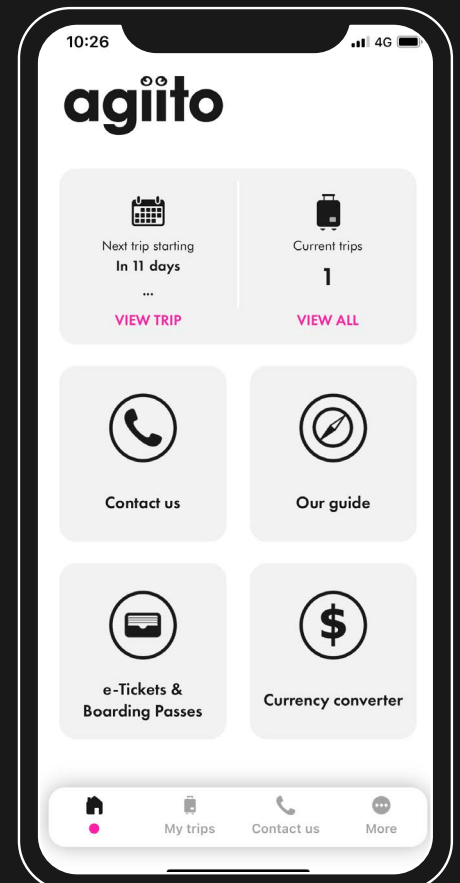 10:26
4G
agiito
Next trip starting
In 11 days
...
VIEW TRIP
Current trips
1
VIEW ALL
Contact us
Our guide
e-Tickets &
Boarding Passes
$
Currency converter
My trips
Contact us
More